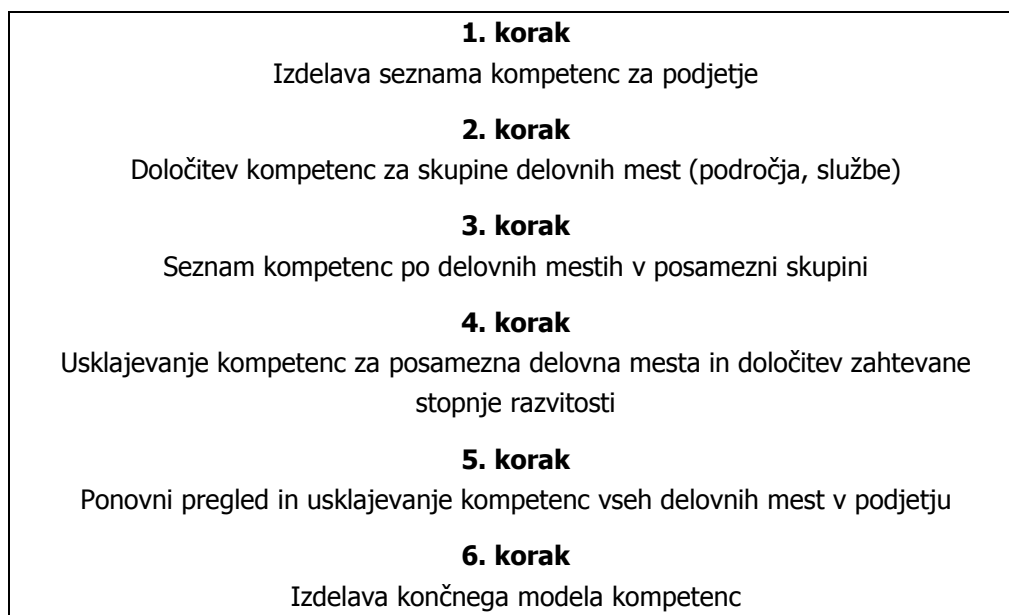 1. korak
Izdelava seznama kompetenc za podjetje
2. korak
Določitev kompetenc za skupine delovnih mest (področja, službe)
3. korak
Seznam kompetenc po delovnih mestih v posamezni skupini
4. korak
Usklajevanje kompetenc za posamezna delovna mesta in določitev zahtevane
stopnje razvitosti
5. korak
Ponovni pregled in usklajevanje kompetenc vseh delovnih mest v podjetju
6. korak
Izdelava končnega modela kompetenc